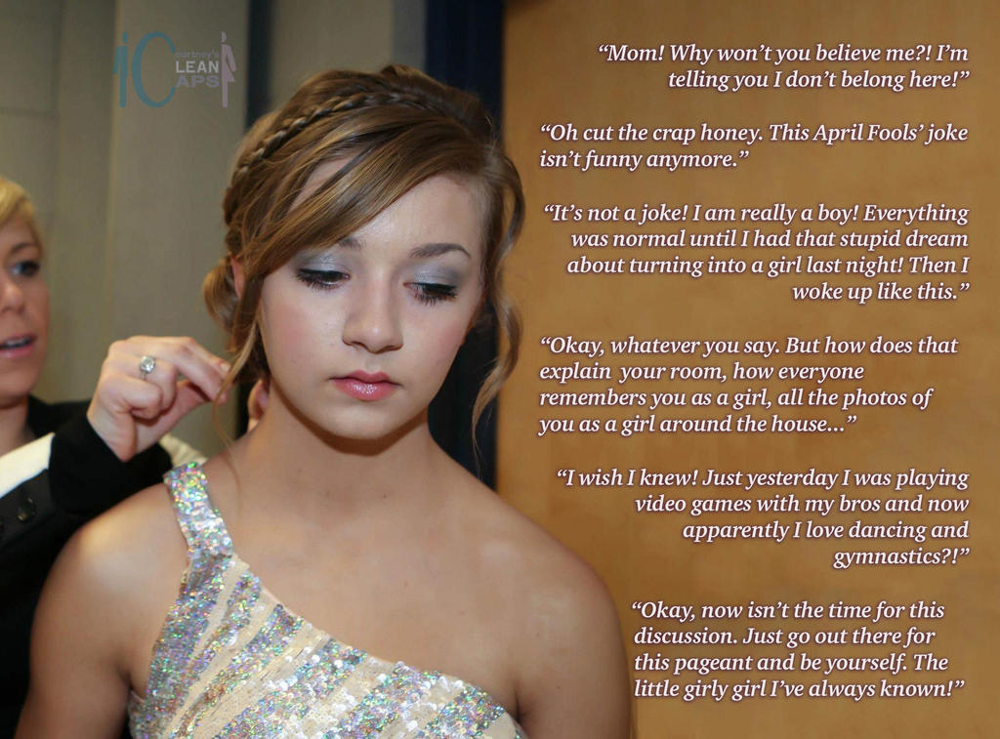 Courtney's
CLEAN
CAPS
“Mom! Why won’t you believe me?! I’m
telling you I don’t belong here!”
“Oh cut the crap honey. This April Fools’ joke
isn’t funny anymore.”
“It’s not a joke! I am really a boy! Everything
was normal until I had that stupid dream
about turning into a girl last night! Then I
woke up like this.”
“Okay, whatever you say. But how does that
explain your room, how everyone
remembers you as a girl, all the photos of
you as a girl around the house...”
“I wish I knew! Just yesterday I was playing
video games with my bros and now
apparently I love dancing and
gymnastics?!”
“Okay, now isn’t the time for this
discussion. Just go out there for
this pageant and be yourself. The
little girly girl I’ve always known!”